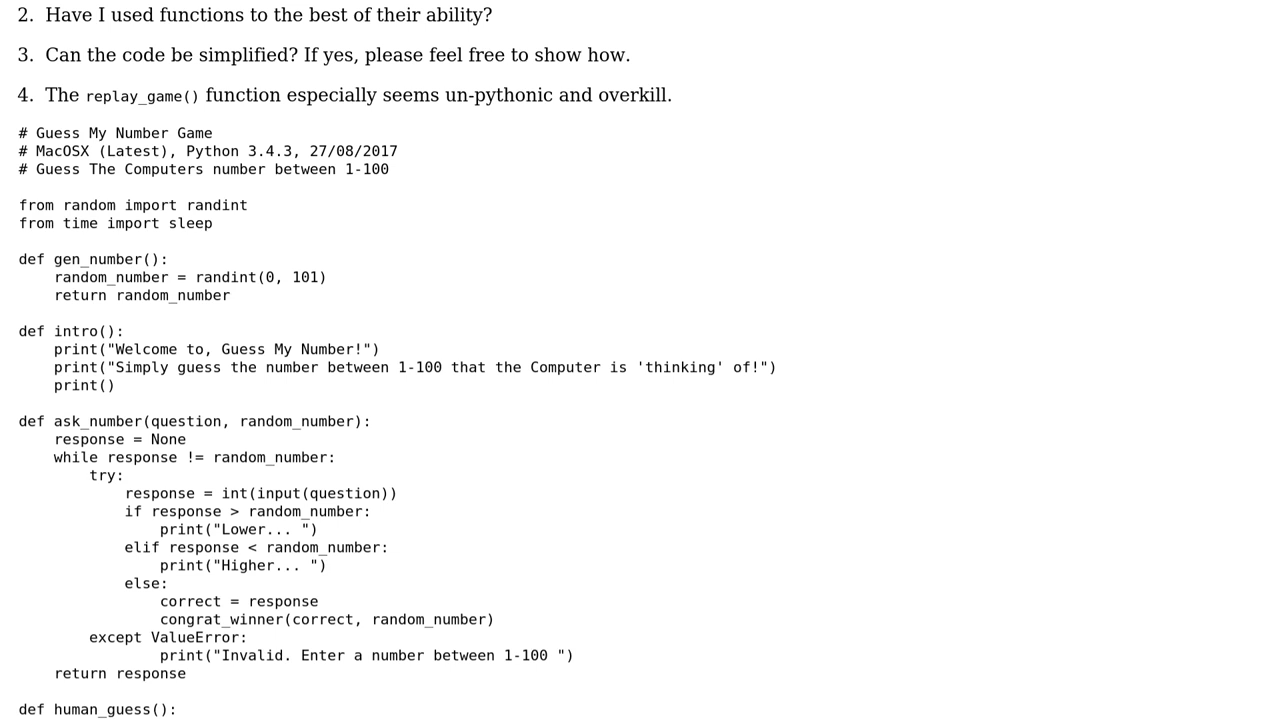 2. Have I used functions to the best of their ability?
3. Can the code be simplified? If yes, please feel free to show how.
4. The replay_game() function especially seems un-pythonic and overkill.
# Guess My Number Game
# MacOSX (Latest), Python 3.4.3, 27/08/2017
# Guess The Computers number between 1-100

from random import randint
from time import sleep

def gen_number():
    random_number = randint(0, 101)
    return random_number

def intro():
    print("Welcome to, Guess My Number!")
    print("Simply guess the number between 1-100 that the Computer is 'thinking' of!")
    print()

def ask_number(question, random_number):
    response = None
    while response != random_number:
        try:
            response = int(input(question))
            if response > random_number:
                print("Lower... ")
            elif response < random_number:
                print("Higher... ")
            else:
                correct = response
                congrat_winner(correct, random_number)
        except ValueError:
                print("Invalid. Enter a number between 1-100 ")
    return response

def human_guess():